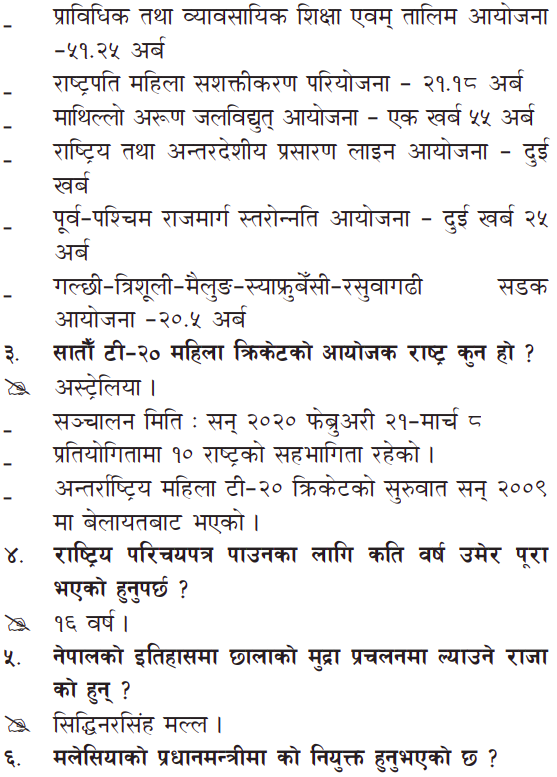 – प्राविधिक तथा व्यावसायिक शिक्षा एवम् तालिम आयोजना
–५१.२५ अर्ब
– राष्ट्रपति महिला सशक्तीकरण परियोजना – २१.१८ अर्ब
– माथिल्लो अरूण जलविद्युत् आयोजना – एक खर्ब ५५ अर्ब
– राष्ट्रिय तथा अन्तरदेशीय प्रसारण लाइन आयोजना – दुई
खर्ब
– पूर्व–पश्चिम राजमार्ग स्तरोन्नति आयोजना – दुई खर्ब २५
अर्ब
– गल्छी–त्रिशूली–मैलुङ–स्याफ्रुबेँसी–रसुवागढी सडक
आयोजना –२०.५ अर्ब
३. सातौँ टी–२० महिला क्रिकेटको आयोजक राष्ट्र कुन हो ?
अस्ट्रेलिया ।
– सञ्चालन मिति : सन् २०२० फेब्रुअरी २१–मार्च ८
– प्रतियोगितामा १० राष्ट्रको सहभागिता रहेको ।
– अन्तर्राष्ट्रिय महिला टी–२० क्रिकेटको सुरुवात सन् २००९
मा बेलायतबाट भएको ।
४. राष्ट्रिय परिचयपत्र पाउनका लागि कति वर्ष उमेर पूरा
भएको हुनुपर्छ ?
१६ वर्ष ।
५. नेपालको इतिहासमा छालाको मुद्रा प्रचलनमा ल्याउने राजा
को हुन् ?
सिद्धिनरसिंह मल्ल ।
६. मलेसियाको प्रधानमन्त्रीमा को नियुक्त हुनुभएको छ ?